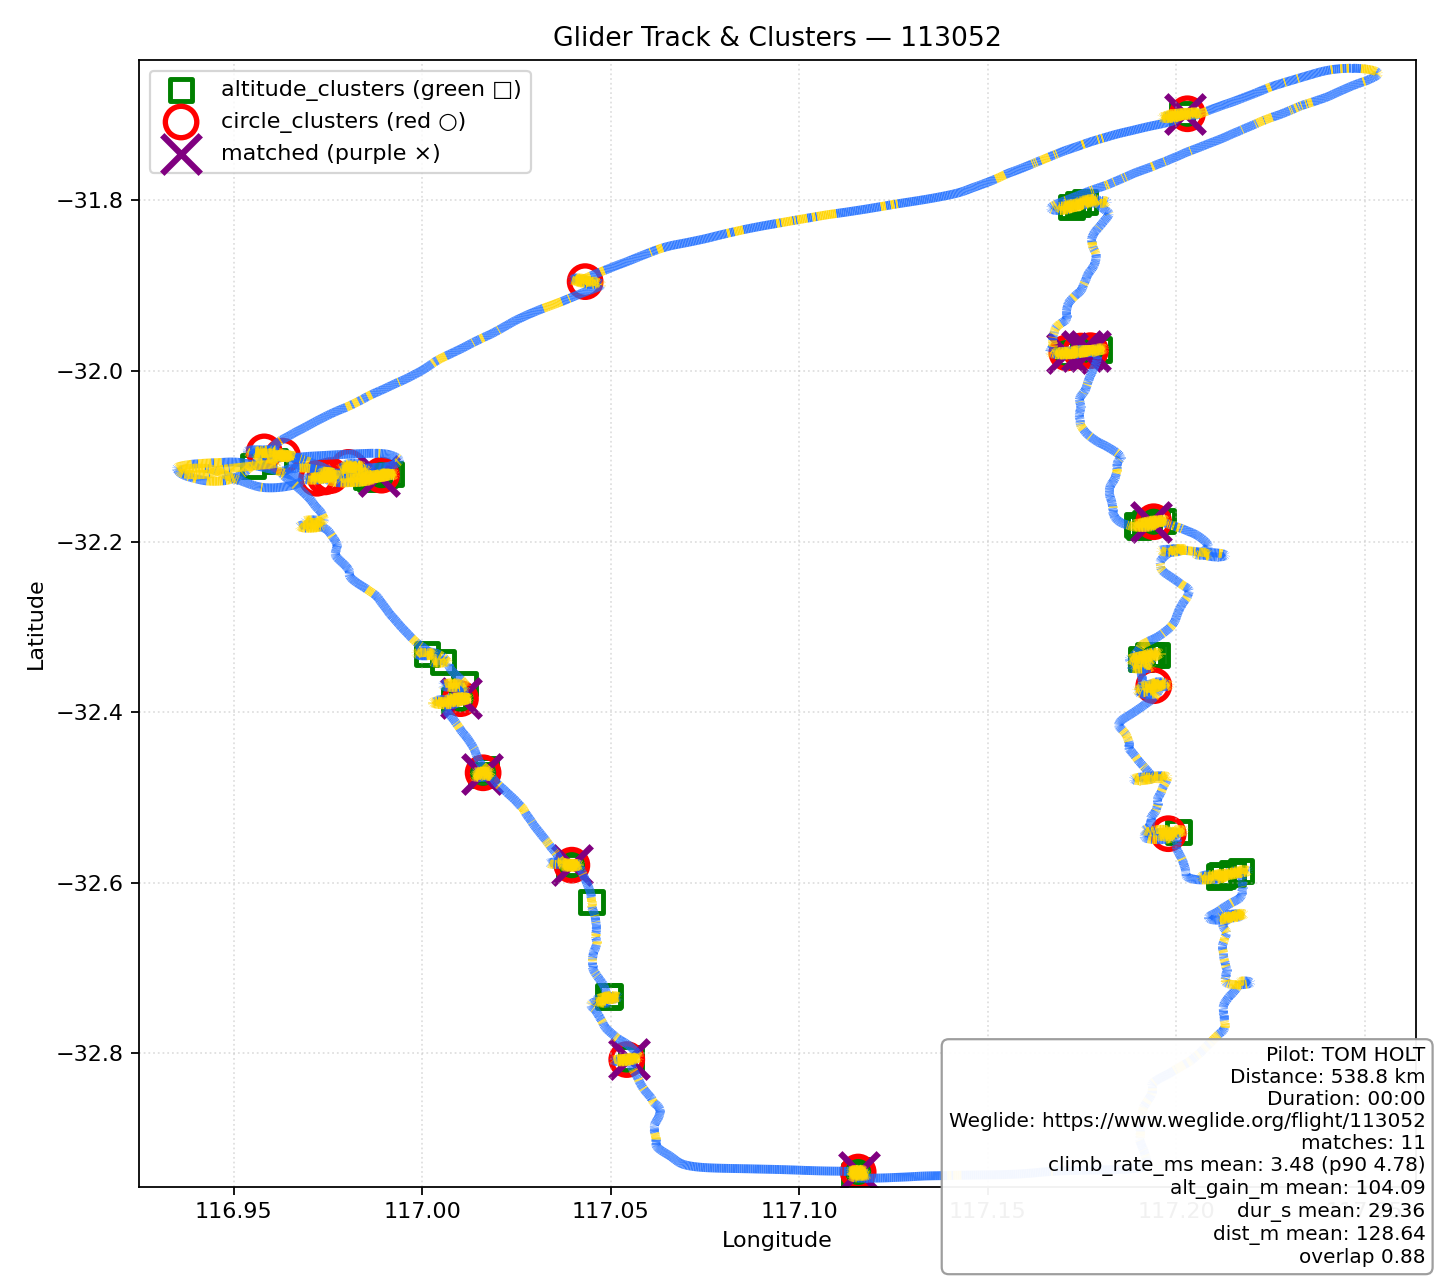 Glider Track & Clusters — 113052
altitude_clusters (green □)
circle_clusters (red ○)
matched (purple ×)
Latitude
−31.8
−32.0
−32.2
−32.4
−32.6
−32.8
116.95
117.00
117.05
117.10
117.15
117.20
Longitude
Pilot: TOM HOLT
Distance: 538.8 km
Duration: 00:00
Weglide: https://www.weglide.org/flight/113052
matches: 11
climb_rate_ms mean: 3.48 (p90 4.78)
alt_gain_m mean: 104.09
dur_s mean: 29.36
dist_m mean: 128.64
overlap 0.88